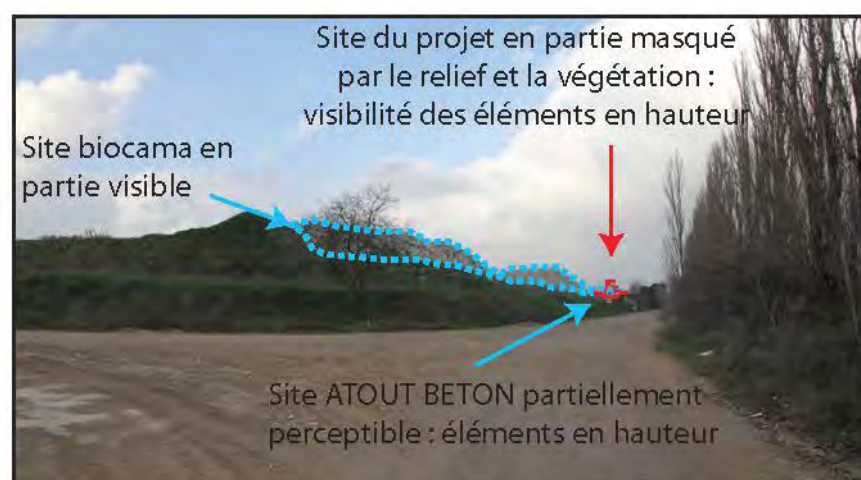 Site du projet en partie masqué
par le relief et la végétation :
visibilité des éléments en hauteur
Site biocama en
partie visible
Site ATOUT BETON partiellement
perceptible : éléments en hauteur